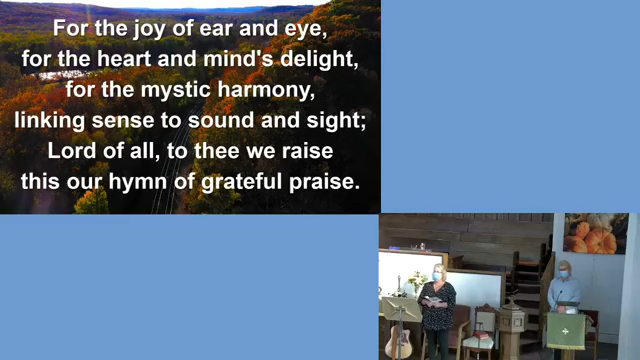 For the joy of ear and eye,
for the heart and mind's delight,
for the mystic harmony,
linking sense to sound and sight;
Lord of all, to thee we raise
this our hymn of grateful praise.